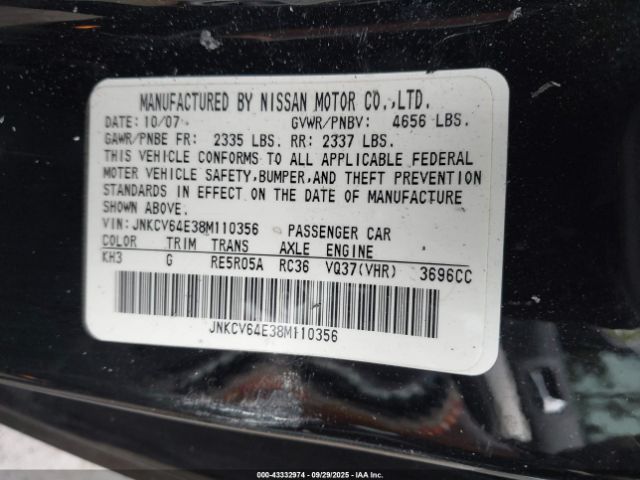 MANUFACTURED BY NISSAN MOTOR CO.,LTD.
DATE: 10/07 GVWR/PNBV: 4656 LBS.
GAWR/PNBE FR: 2335 LBS. RR: 2337 LBS.
THIS VEHICLE CONFORMS TO ALL APPLICABLE FEDERAL
MOTOR VEHICLE SAFETY,BUMPER,AND THEFT PREVENTION
STANDARDS IN EFFECT ON THE DATE OF MANUFACTURE
SHOWN ABOVE.
VIN: JNKCV64E38M110356 PASSENGER CAR
COLOR TRIM TRANS AXLE ENGINE
KH3 G RE5R05A RC36 VQ37(VHR) 3696CC
JNKCV64E38M110356
000-43332974 - 09/29/2025 - IAA Inc.